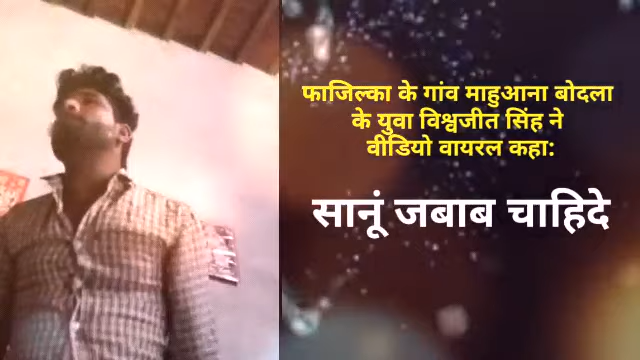 फाजिल्का के गांव माहुआना बोदला
के युवा विश्वजीत सिंह ने
वीडियो वायरल कहा:
सानूं जबाब चाहिदे